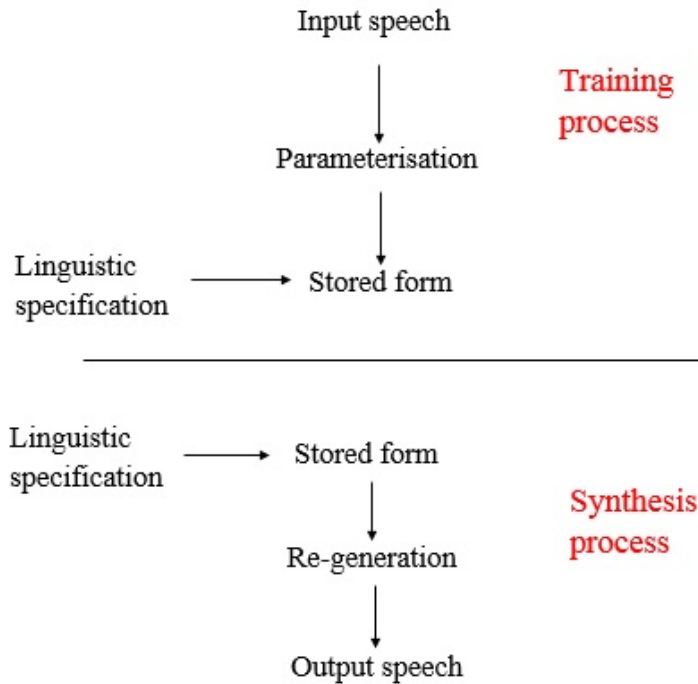 Input speech
Training
process
Parameterisation
Linguistic
specification
Stored form
Linguistic
specification
Stored form
Synthesis
process
Re-generation
Output speech